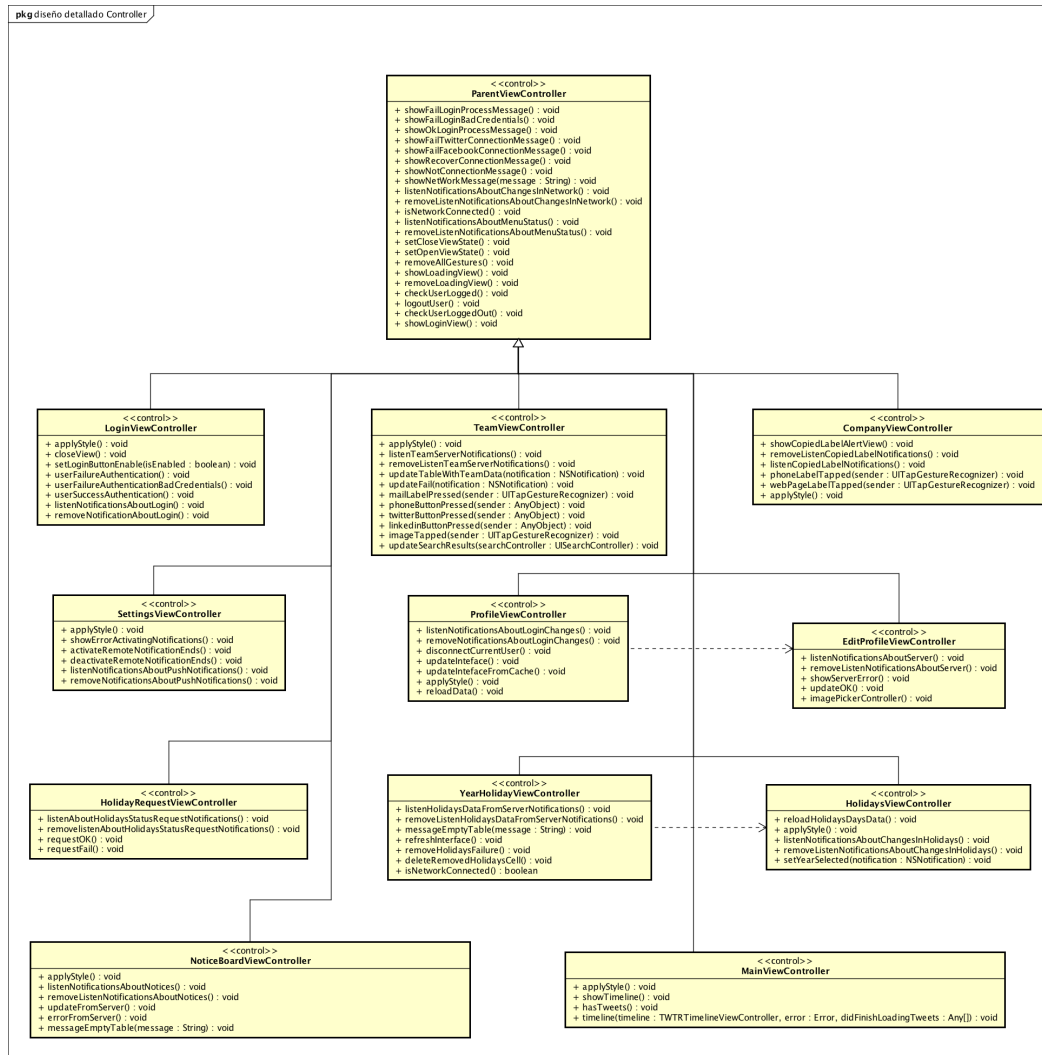 pkg diseño detallado Controller
<<control>>
ParentViewController
+ showFailLoginProcessMessage() : void
+ showFailLoginBadCredentials() : void
+ showOkLoginProcessMessage() : void
+ showFailTwitterConnectionMessage() : void
+ showFailFacebookConnectionMessage() : void
+ showRecoverConnectionMessage() : void
+ showNotConnectionMessage() : void
+ showNetWorkMessage(message : String) : void
+ listenNotificationsAboutChangesInNetwork() : void
+ removeListenNotificationsAboutChangesInNetwork() : void
+ isNetworkConnected() : void
+ listenNotificationsAboutMenuStatus() : void
+ removeListenNotificationsAboutMenuStatus() : void
+ setCloseViewState() : void
+ setOpenViewState() : void
+ removeAllGestures() : void
+ showLoadingView() : void
+ removeLoadingView() : void
+ checkUserLogged() : void
+ logoutUser() : void
+ checkUserLoggedOut() : void
+ showLoginView() : void
<<control>>
LoginViewController
+ applyStyle() : void
+ closeView() : void
+ setLoginButtonEnable(isEnabled : boolean) : void
+ userFailureAuthentication() : void
+ userFailureAuthenticationBadCredentials() : void
+ userSuccessAuthentication() : void
+ listenNotificationsAboutLogin() : void
+ removeNotificationAboutLogin() : void
<<control>>
TeamViewController
+ applyStyle() : void
+ listenTeamServerNotifications() : void
+ removeListenTeamServerNotifications() : void
+ updateTableWithTeamData(notification : NSNotification) : void
+ updateFail(notification : NSNotification) : void
+ mailLabelPressed(sender : UITapGestureRecognizer) : void
+ phoneButtonPressed(sender : AnyObject) : void
+ twitterButtonPressed(sender : AnyObject) : void
+ linkedinButtonPressed(sender : AnyObject) : void
+ imageTapped(sender : UITapGestureRecognizer) : void
+ updateSearchResults(searchController : UISearchController) : void
<<control>>
CompanyViewController
+ showCopiedLabelAlertView() : void
+ removeListenCopiedLabelNotifications() : void
+ listenCopiedLabelNotifications() : void
+ phoneLabelTapped(sender : UITapGestureRecognizer) : void
+ webPageLabelTapped(sender : UITapGestureRecognizer) : void
+ applyStyle() : void
<<control>>
SettingsViewController
+ applyStyle() : void
+ showErrorActivatingNotifications() : void
+ activateRemoteNotificationEnds() : void
+ deactivateRemoteNotificationEnds() : void
+ listenNotificationsAboutPushNotifications() : void
+ removeNotificationsAboutPushNotifications() : void
<<control>>
ProfileViewController
+ listenNotificationsAboutLoginChanges() : void
+ removeNotificationsAboutLoginChanges() : void
+ disconnectCurrentUser() : void
+ updateInteface() : void
+ updateIntefaceFromCache() : void
+ applyStyle() : void
+ reloadData() : void
<<control>>
EditProfileViewController
+ listenNotificationsAboutServer() : void
+ removeListenNotificationsAboutServer() : void
+ showServerError() : void
+ updateOK() : void
+ imagePickerController() : void
<<control>>
HolidayRequestViewController
+ listenAboutHolidaysStatusRequestNotifications() : void
+ removelistenAboutHolidaysStatusRequestNotifications() : void
+ requestOK() : void
+ requestFail() : void
<<control>>
YearHolidayViewController
+ listenHolidaysDataFromServerNotifications() : void
+ removeListenHolidaysDataFromServerNotifications() : void
+ messageEmptyTable(message : String) : void
+ refreshInterface() : void
+ removeHolidaysFailure() : void
+ deleteRemovedHolidaysCell() : void
+ isNetworkConnected() : boolean
<<control>>
HolidaysViewController
+ reloadHolidaysDaysData() : void
+ applyStyle() : void
+ listenNotificationsAboutChangesInHolidays() : void
+ removeListenNotificationsAboutChangesInHolidays() : void
+ setYearSelected(notification : NSNotification) : void
<<control>>
NoticeBoardViewController
+ applyStyle() : void
+ listenNotificationsAboutNotices() : void
+ removeListenNotificationsAboutNotices() : void
+ updateFromServer() : void
+ errorFromServer() : void
+ messageEmptyTable(message : String) : void
<<control>>
MainViewController
+ applyStyle() : void
+ showTimeline() : void
+ hasTweets() : void
+ timeline(timeline : TWTRTimelineViewController, error : Error, didFinishLoadingTweets : Any[]) : void